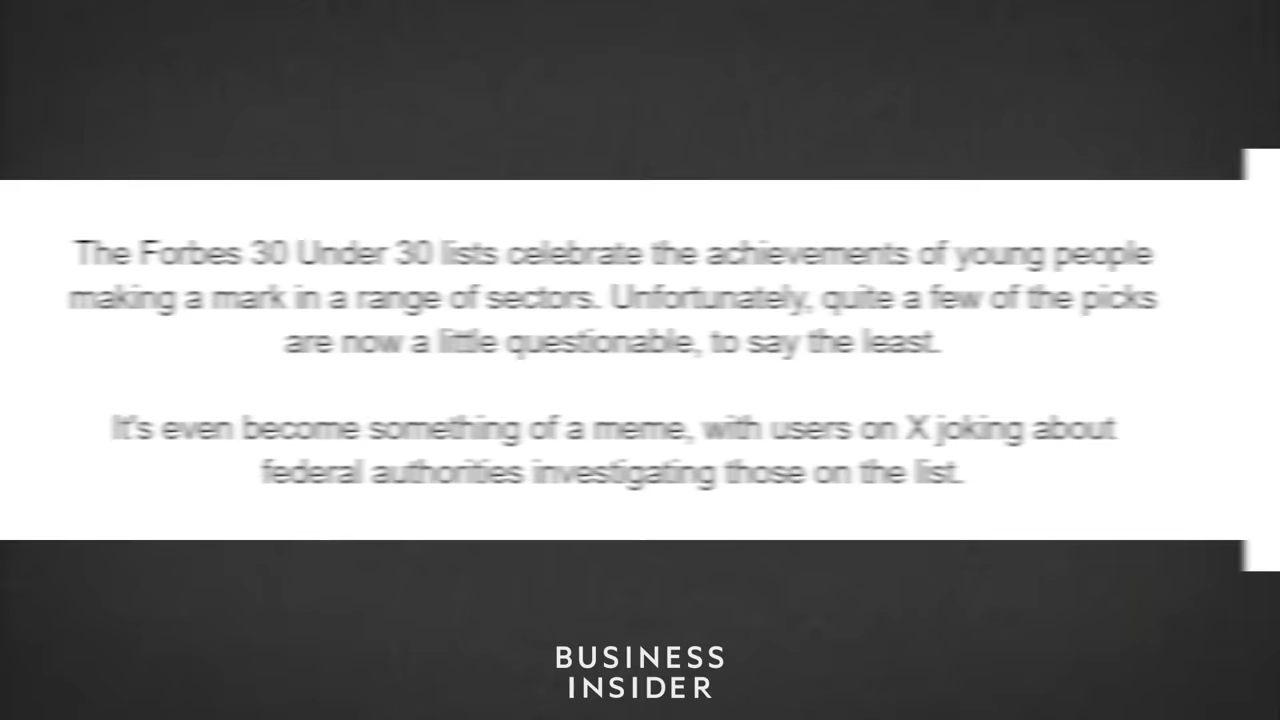 The Forbes 30 Under 30 lists celebrate the achievements of young people
making a mark in a range of sectors. Unfortunately, quite a few of the picks
are now a little questionable, to say the least.
It's even become something of a meme, with users on X joking about
federal authorities investigating those on the list.
BUSINESS
INSIDER